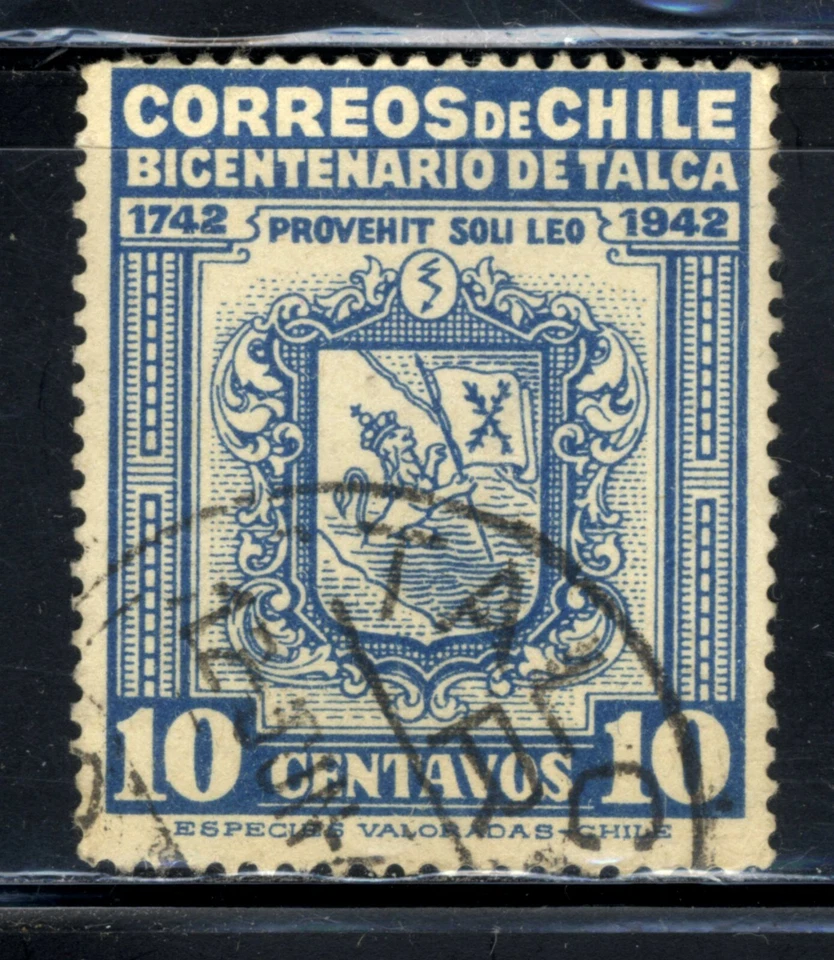 CORREOS DE CHILE
BICENTENARIO DE TALCA
1742 PROVEHIT SOLI LEO 1942
10 CENTAVOS 10
ESPECIES VALORADAS-CHILE